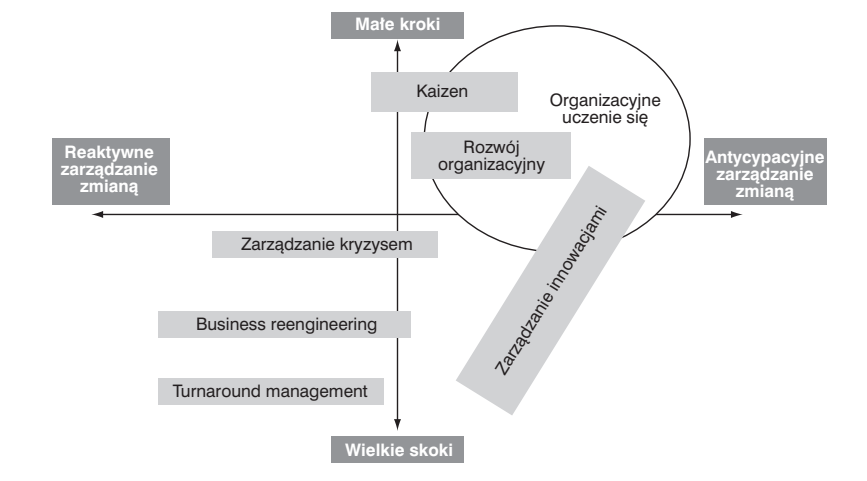 Małe kroki
Kaizen
Organizacyjne
uczenie się
Reaktywne
zarządzanie
zmianą
Rozwój
organizacyjny
Antycypacyjne
zarządzanie
zmianą
Zarządzanie kryzysem
Zarządzanie innowacjami
Business reengineering
Turnaround management
Wielkie skoki